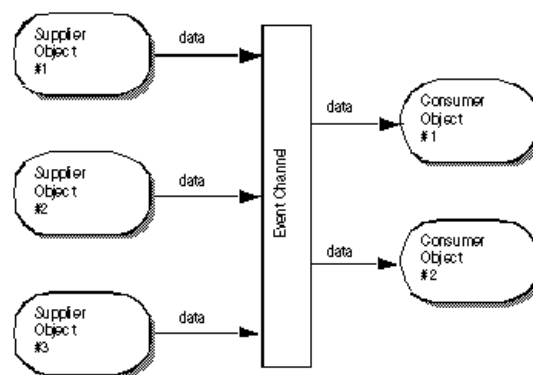 Supplier
Object
#1
data
Supplier
Object
#2
data
Supplier
Object
#3
data
Event Channel
data
Consumer
Object
#1
data
Consumer
Object
#2